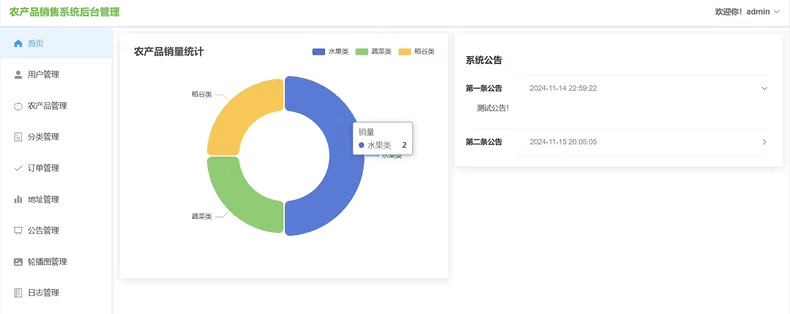 农产品销售系统后台管理
欢迎你！admin
首页
用户管理
农产品管理
分类管理
订单管理
地址管理
公告管理
轮播图管理
日志管理
农产品销量统计
水果类 蔬菜类 稻谷类
稻谷类
销量
水果类 2
水果类
蔬菜类
系统公告
第一条公告 2024-11-14 22:59:22
测试公告！
第二条公告 2024-11-15 20:05:05